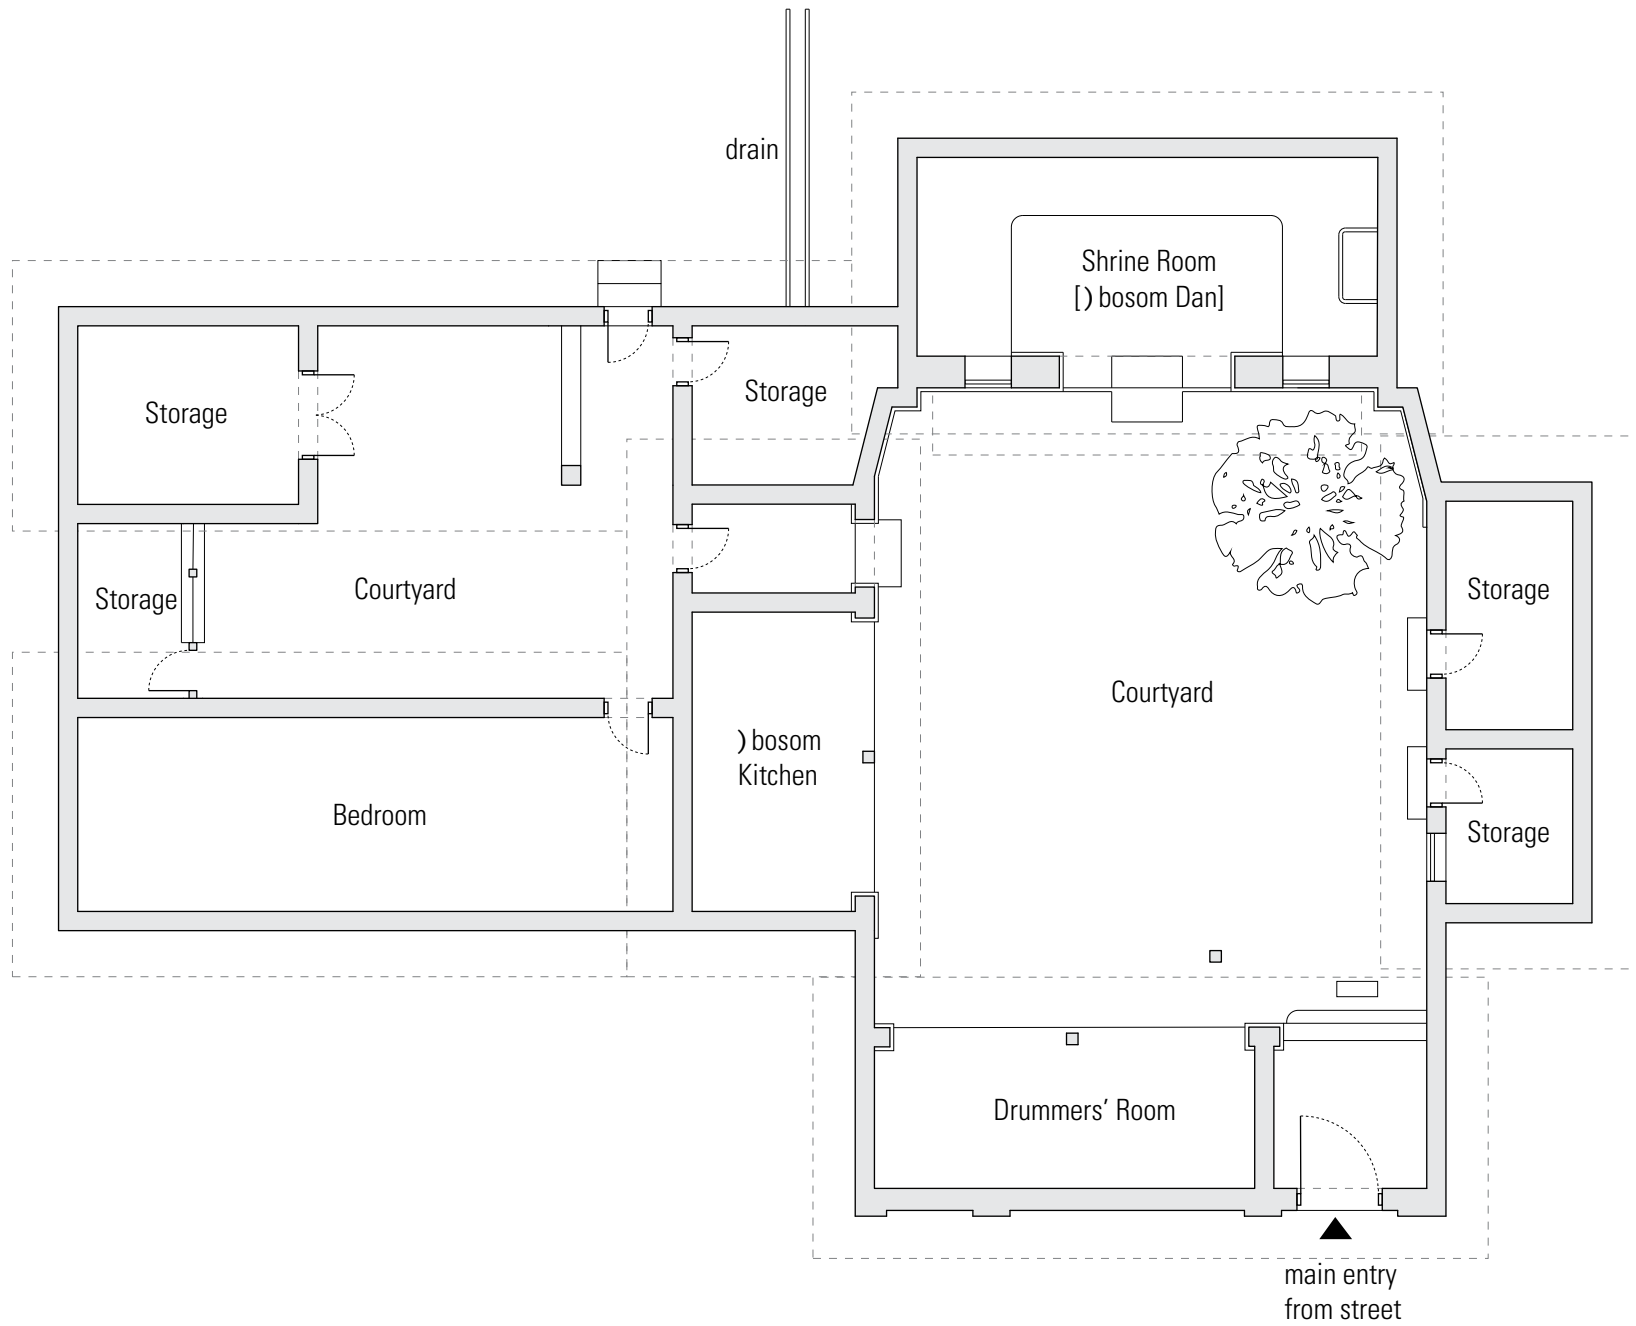 drain
Shrine Room
[) bosom Dan]
Storage
Storage
Storage
Courtyard
Storage
Courtyard
) bosom
Kitchen
Bedroom
Storage
Drummers’ Room
main entry
from street